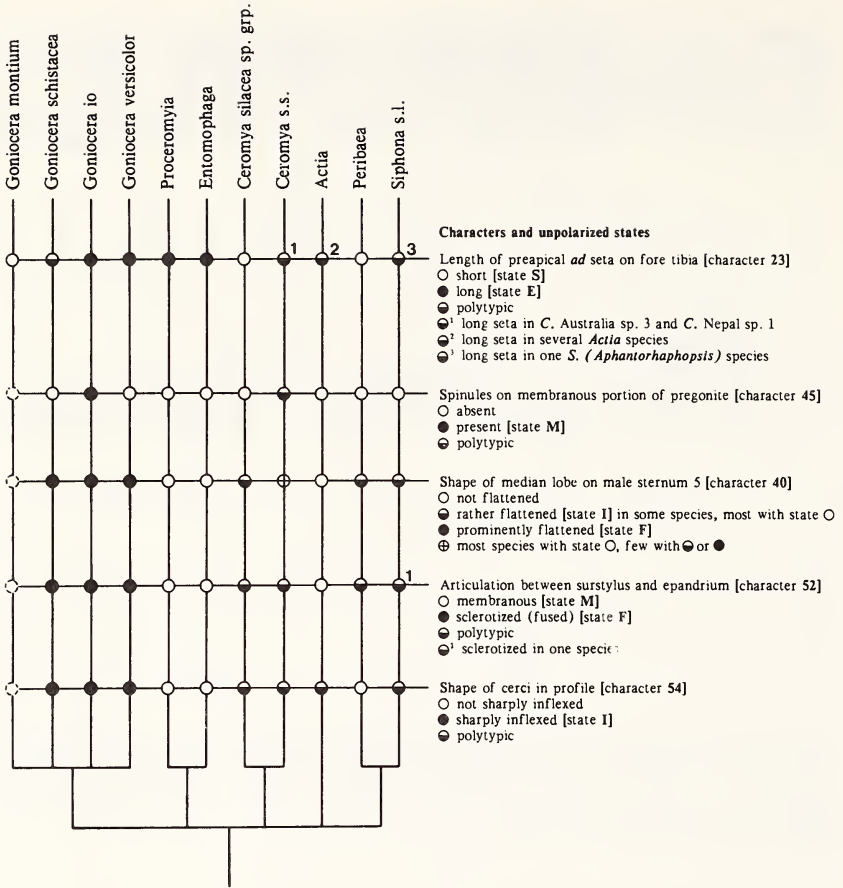 Goniocera montium
Goniocera schistacea
Goniocera io
Goniocera versicolor
Proceromyia
Entomophaga
Ceromya silacea sp. grp.
Ceromya s.s.
Actia
Peribaea
Siphona s.l.
Characters and unpolarized states
1 2 3
Length of preapical ad seta on fore tibia [character 23]
○ short [state S]
● long [state E]
◒ polytypic
◒¹ long seta in C. Australia sp. 3 and C. Nepal sp. 1
◒² long seta in several Actia species
◒³ long seta in one S. (Aphantorhaphopsis) species
Spinules on membranous portion of pregonite [character 45]
○ absent
● present [state M]
◒ polytypic
Shape of median lobe on male sternum 5 [character 40]
○ not flattened
◒ rather flattened [state I] in some species, most with state ○
● prominently flattened [state F]
⊕ most species with state ○, few with ◒ or ●
1
Articulation between surstylus and epandrium [character 52]
○ membranous [state M]
● sclerotized (fused) [state F]
◒ polytypic
◒¹ sclerotized in one
Shape of cerci in profile [character 54]
○ not sharply inflexed
● sharply inflexed [state I]
◒ polytypic